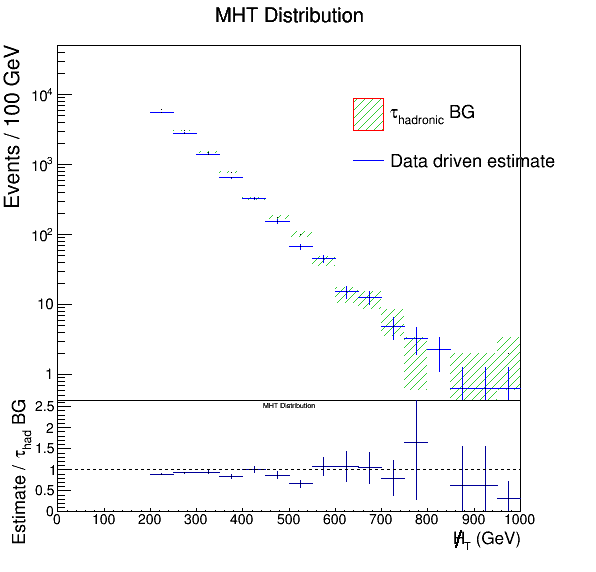 MHT Distribution
Events / 100 GeV
10⁴
10³
10²
10
1
τhadronic BG
Data driven estimate
MHT Distribution
Estimate / τhad BG
2.5
2
1.5
1
0.5
0
0 100 200 300 400 500 600 700 800 900 1000
H̸T (GeV)